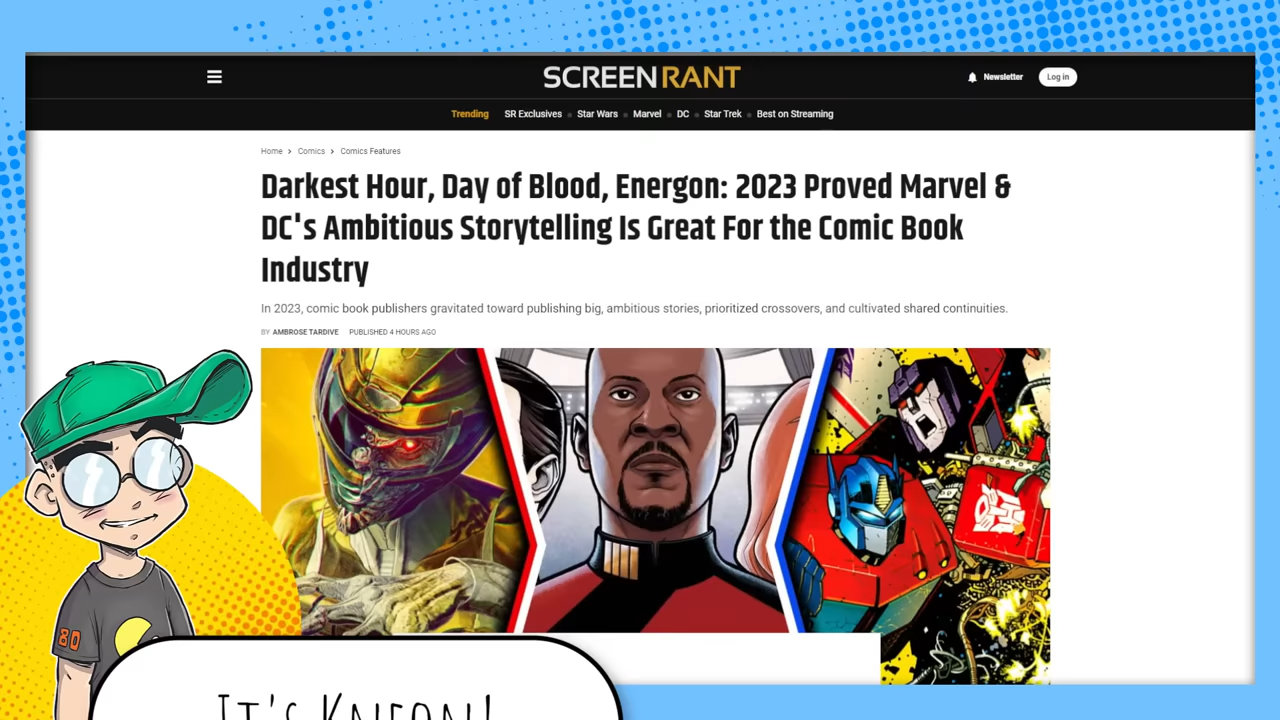 SCREENRANT
Newsletter
Log in
Trending SR Exclusives Star Wars Marvel DC Star Trek Best on Streaming
Home > Comics > Comics Features
Darkest Hour, Day of Blood, Energon: 2023 Proved Marvel &
DC's Ambitious Storytelling Is Great For the Comic Book
Industry
In 2023, comic book publishers gravitated toward publishing big, ambitious stories, prioritized crossovers, and cultivated shared continuities.
BY AMBROSE TARDIVE PUBLISHED 4 HOURS AGO
80
It's Kneon!